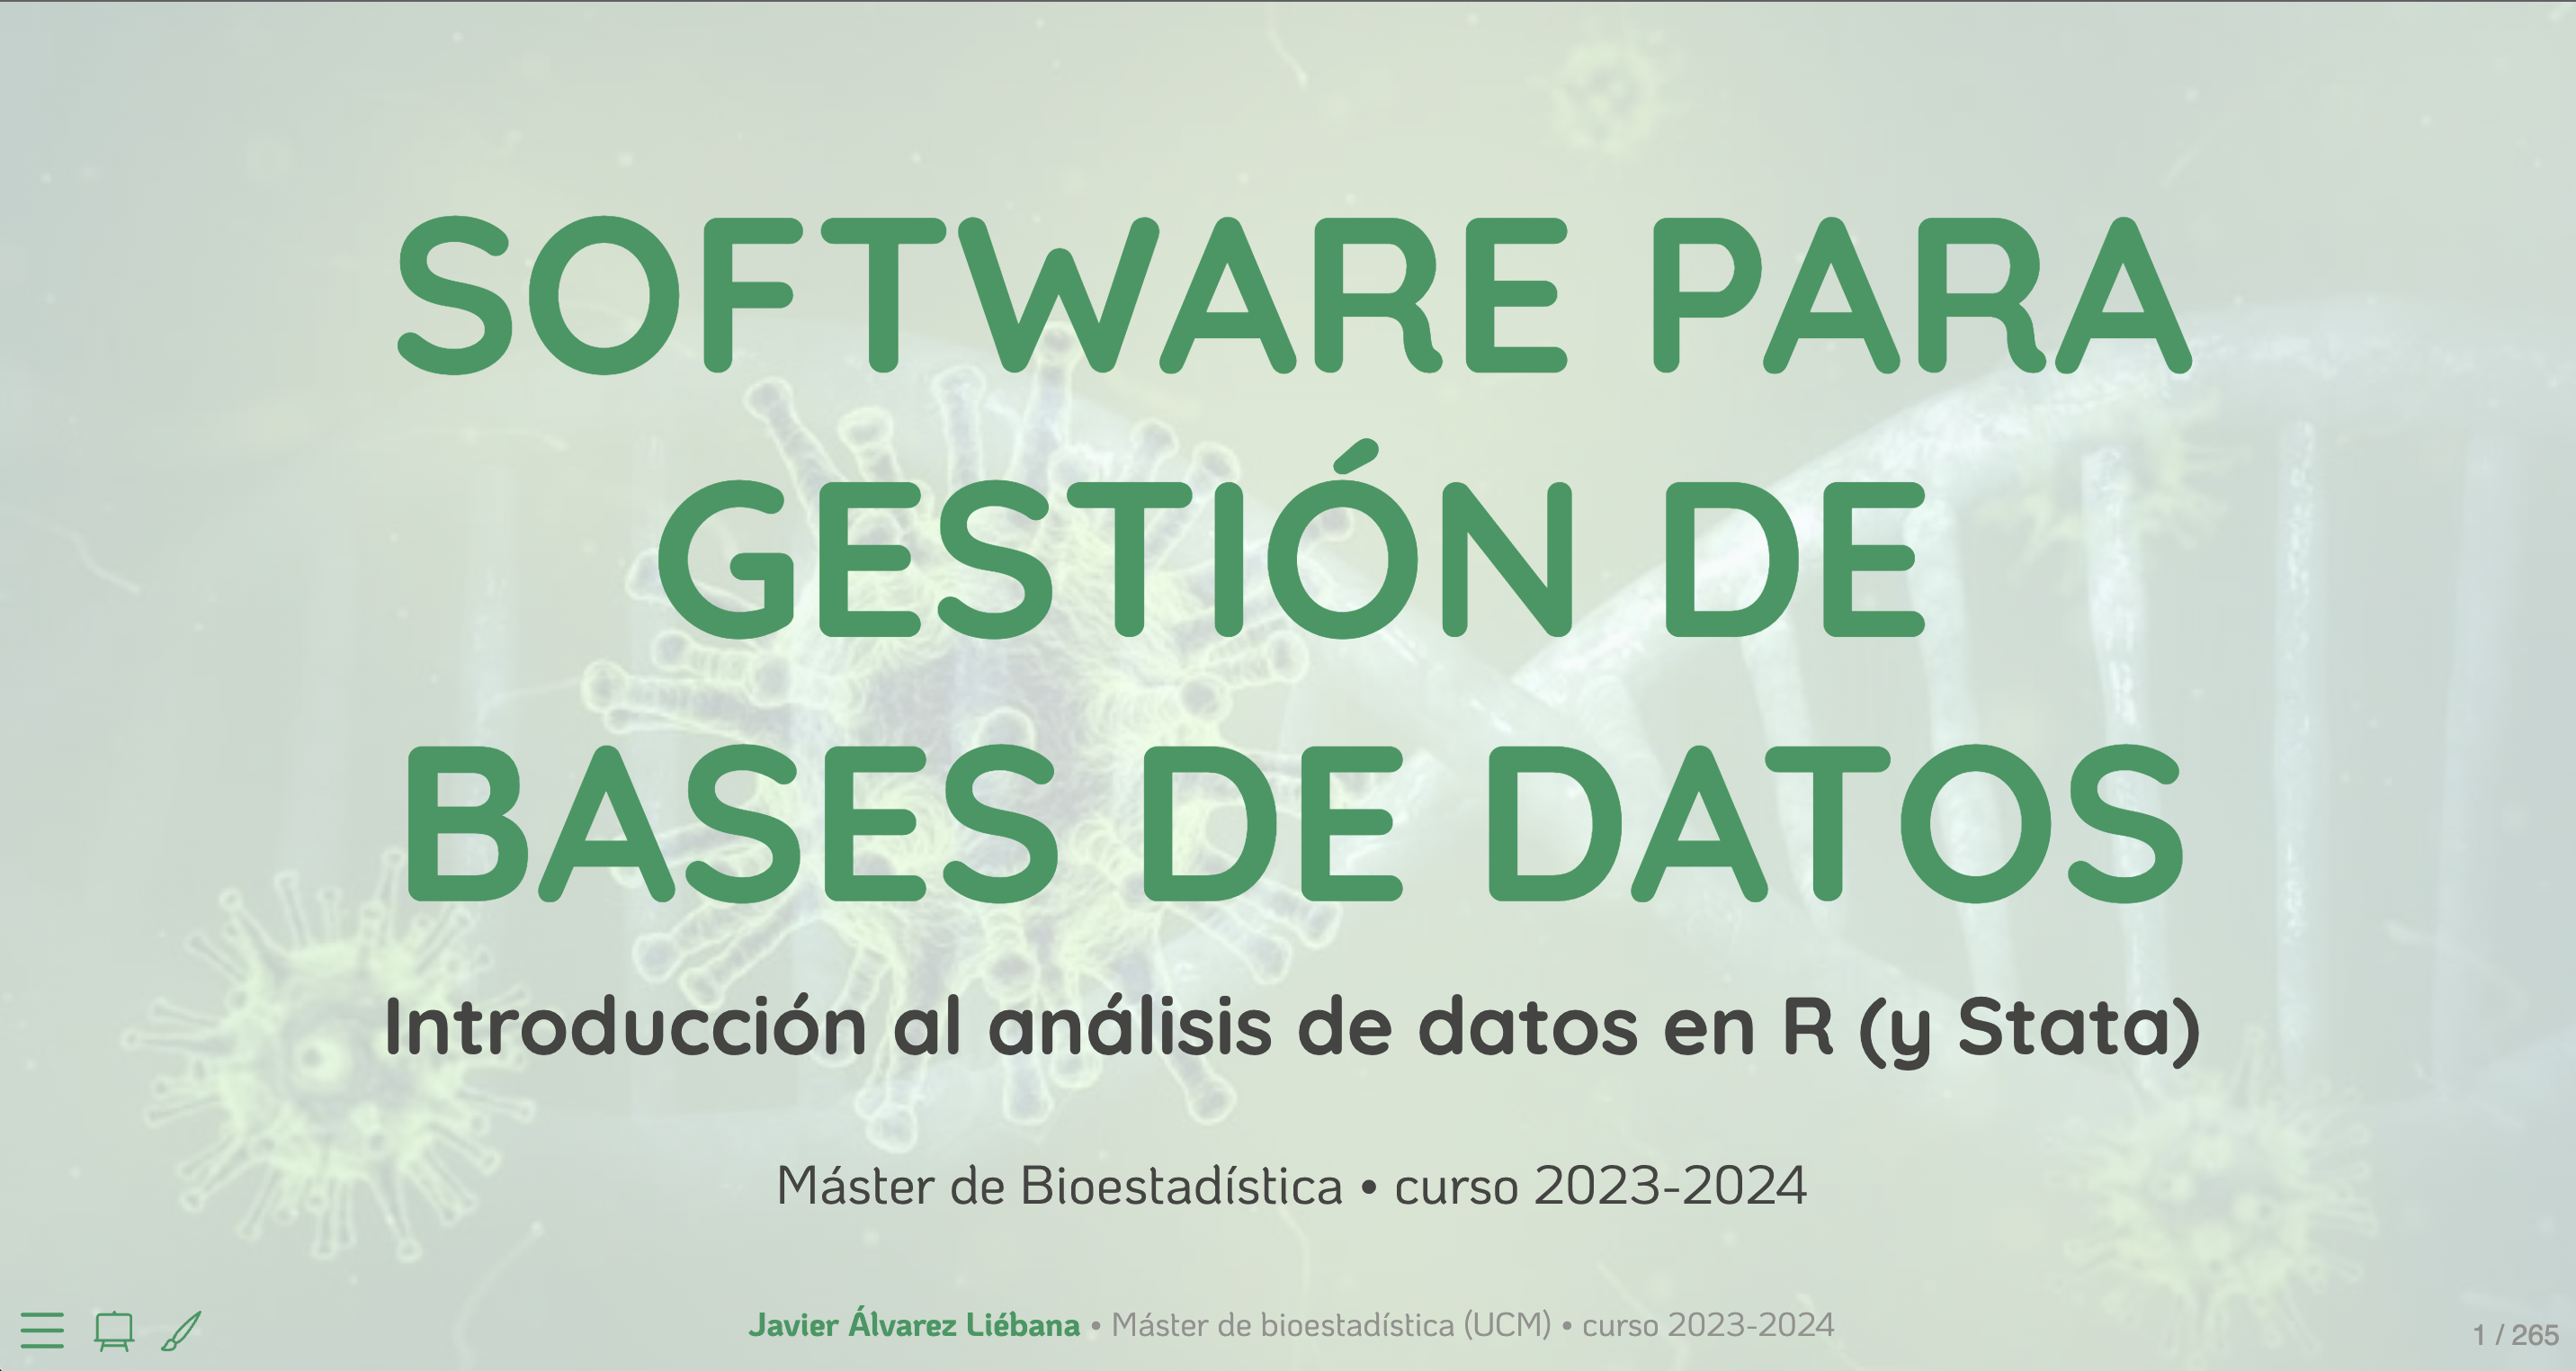 SOFTWARE PARA
GESTIÓN DE
BASES DE DATOS
Introducción al análisis de datos en R (y Stata)
Máster de Bioestadística • curso 2023-2024
Javier Álvarez Liébana • Máster de bioestadística (UCM) • curso 2023-2024
1 / 265